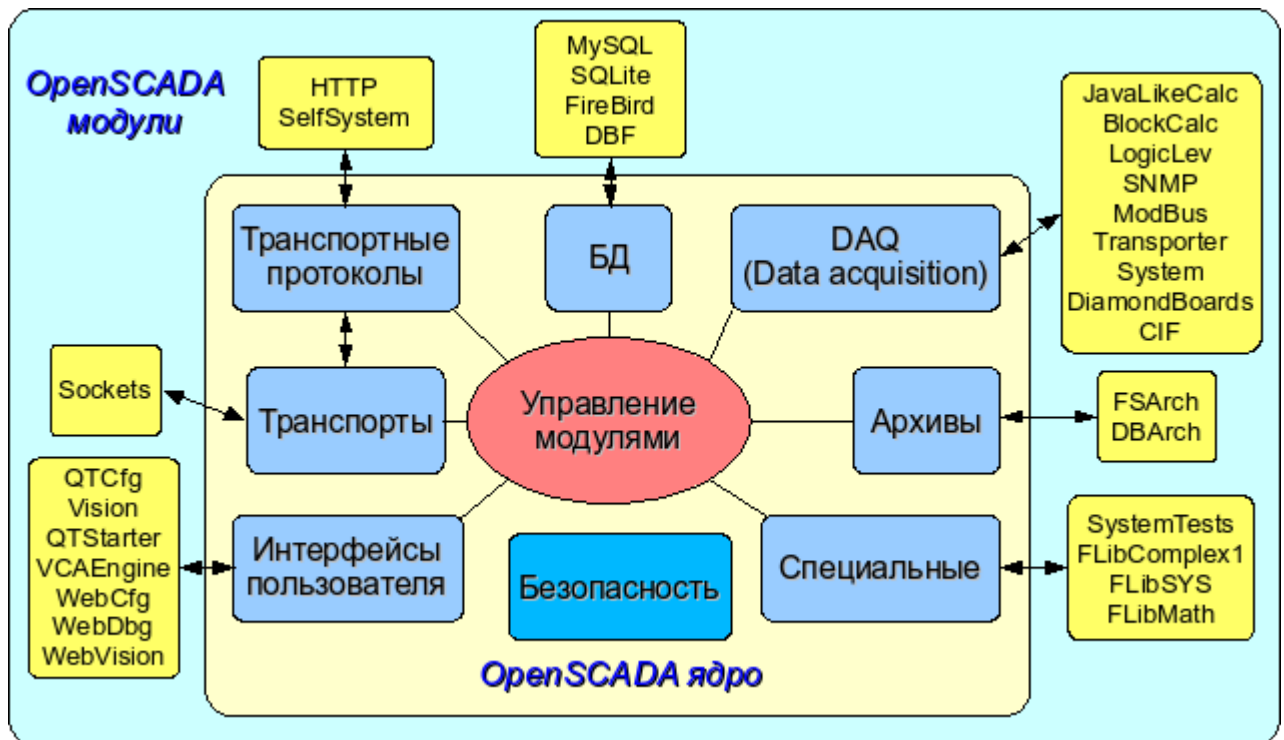 OpenSCADA
модули
HTTP
SelfSystem
MySQL
SQLite
FireBird
DBF
JavaLikeCalc
BlockCalc
LogicLev
SNMP
ModBus
Transporter
System
DiamondBoards
CIF
Транспортные
протоколы
БД
DAQ
(Data acquisition)
Sockets
Транспорты
Управление
модулями
Архивы
FSArch
DBArch
QTCfg
Vision
QTStarter
VCAEngine
WebCfg
WebDbg
WebVision
Интерфейсы
пользователя
Безопасность
Специальные
SystemTests
FLibComplex1
FLibSYS
FLibMath
OpenSCADA ядро